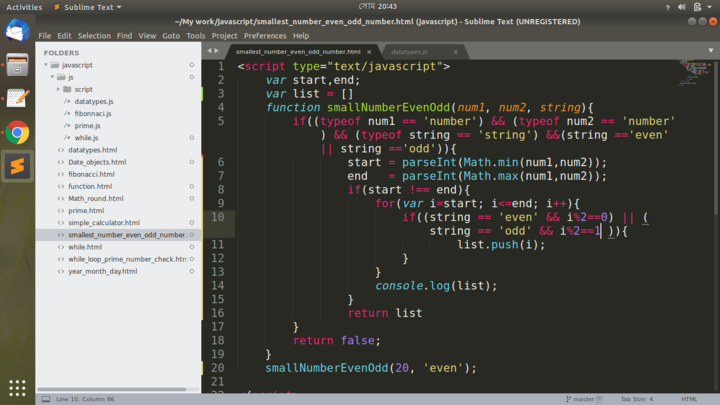 Activities
Sublime Text
সোম 20:43
~/My work/javascript/smallest_number_even_odd_number.html (javascript) - Sublime Text (UNREGISTERED)
File Edit Selection Find View Goto Tools Project Preferences Help
FOLDERS
javascript
js
script
datatypes.js
fibonnaci.js
prime.js
while.js
datatypes.html
Date_objects.html
fibonacci.html
function.html
Math_round.html
prime.html
simple_calculator.html
smallest_number_even_odd_number.
while.html
while_loop_prime_number_check.htm
year_month_day.html
smallest_number_even_odd_number.html
datatypes.js
1 <script type="text/javascript">
2 var start,end;
3 var list = []
4 function smallNumberEvenOdd(num1, num2, string){
5 if((typeof num1 == 'number') && (typeof num2 == 'number'
) && (typeof string == 'string') &&(string =='even'
|| string =='odd')){
6 start = parseInt(Math.min(num1,num2));
7 end = parseInt(Math.max(num1,num2));
8 if(start !== end){
9 for(var i=start; i<=end; i++){
10 if((string == 'even' && i%2==0) || (
string == 'odd' && i%2==1 )){
11 list.push(i);
12 }
13 }
14 console.log(list);
15 }
16 return list
17 }
18 return false;
19 }
20 smallNumberEvenOdd(20, 'even');
21
Line 10, Column 86
master
Tab Size: 4
HTML